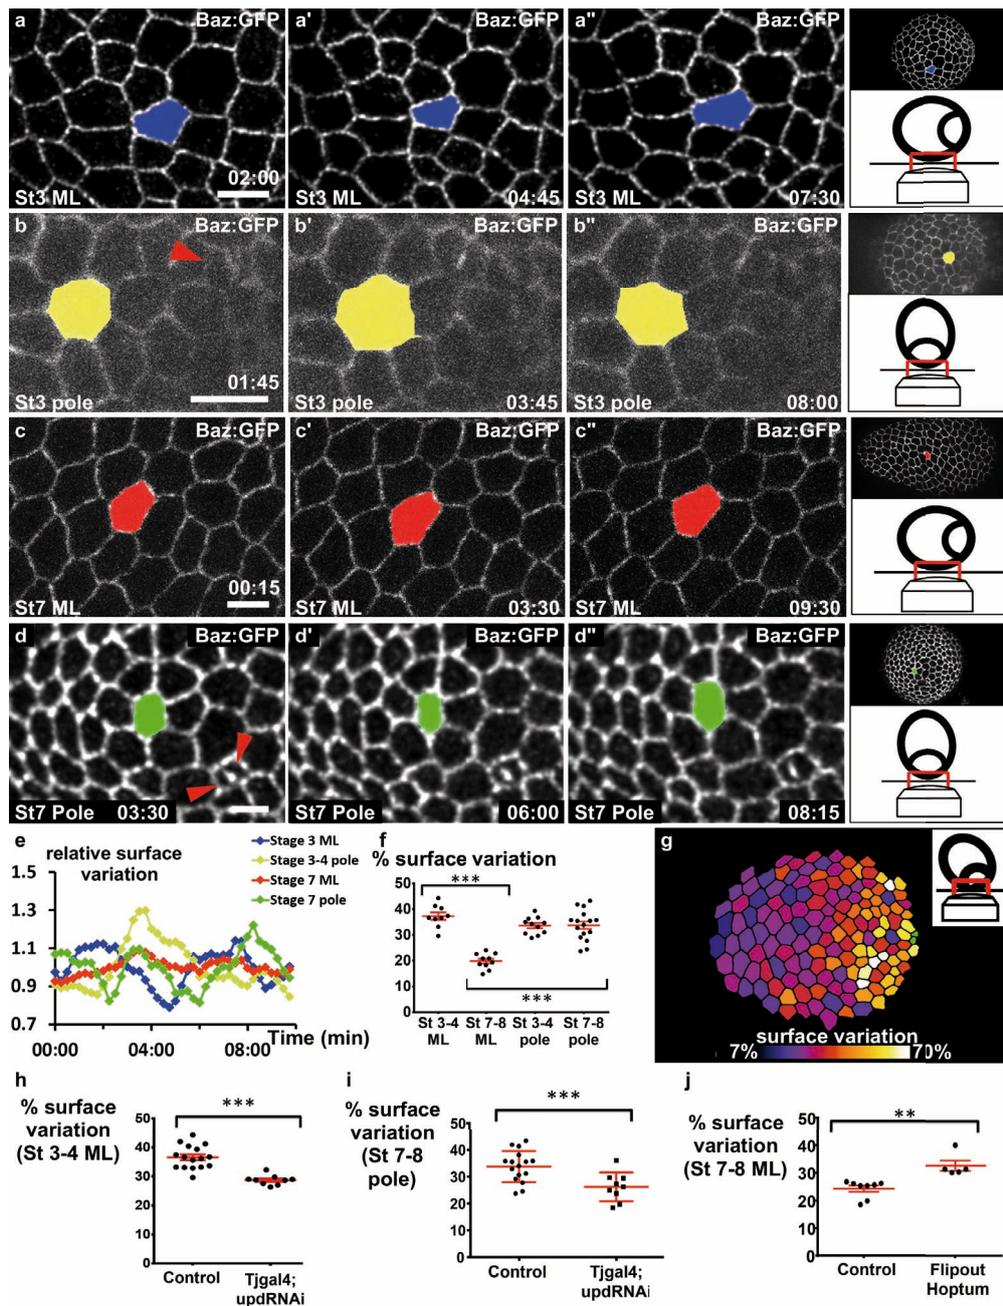 a Baz:GFP a' Baz:GFP a" Baz:GFP
02:00
St3 ML 04:45 St3 ML 07:30
St3 ML
b Baz:GFP b' Baz:GFP b" Baz:GFP
01:45
St3 pole St3 pole 03:45 St3 pole 08:00
c Baz:GFP c' Baz:GFP c" Baz:GFP
00:15
St7 ML St7 ML 03:30 St7 ML 09:30
d Baz:GFP d' Baz:GFP d" Baz:GFP
St7 Pole 03:30 St7 Pole 06:00 St7 Pole 08:15
e
relative surface
variation
Stage 3 ML
Stage 3-4 pole
Stage 7 ML
Stage 7 pole
1.5
1.3
1.1
0.9
0.7
00:00 04:00 08:00
Time (min)
f
% surface variation
50
40
30
20
10
0
***
***
St 3-4 St 7-8 St 3-4 St 7-8
ML ML pole pole
g
surface variation
7% 70%
h
% surface
variation
(St 3-4 ML)
50
40
30
20
10
0
***
Control Tjgal4;
updRNAi
i
% surface
variation
(St 7-8
pole)
50
40
30
20
10
0
***
Control Tjgal4;
updRNAi
j
% surface
variation
(St 7-8 ML)
50
40
30
20
10
0
**
Control Flipout
Hoptum